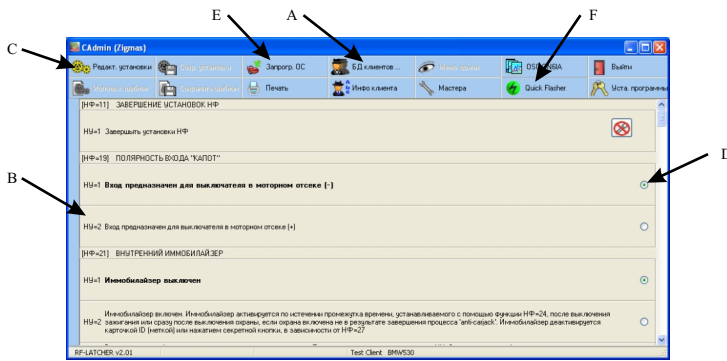 E
A
F
C
CAdmin (Zigmas)
Редакт. установки
Запрогр. ОС
БД клиентов ...
Выйти
Печать
Инфо клиента
Мастера
Quick Flasher
Уста. программы
[НФ=11] ЗАВЕРШЕНИЕ УСТАНОВОК НФ
НУ=1 Завершить установки НФ
[НФ=19] ПОЛЯРНОСТЬ ВХОДА "КАПОТ"
D
B
НУ=1 Вход предназначен для выключателя в моторном отсеке (-)
НУ=2 Вход предназначен для выключателя в моторном отсеке (+)
[НФ=21] ВНУТРЕННИЙ ИММОБИЛАЙЗЕР
НУ=1 Иммобилайзер выключен
Иммобилайзер включен. Иммобилайзер активируется по истечении промежутка времени, устанавливаемого с помощью функции НФ=24, после выключения
НУ=2 зажигания или сразу после выключения охраны, если охрана включена не в результате завершения процесса 'anti-carjack'. Иммобилайзер деактивируется
карточкой ID (меткой) или нажатием секретной кнопки, в зависимости от НФ=27
RF-LATCHER v2.01
Test Client BMW530